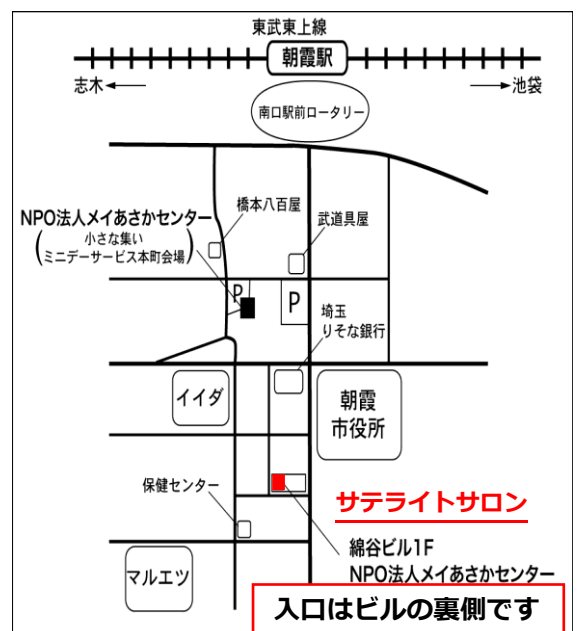 東武東上線
朝霞駅
志木
池袋
南口駅前ロータリー
橋本八百屋
武道具屋
NPO法人メイあさかセンター
小さな集い
ミニデーサービス本町会場
P
P
埼玉
りそな銀行
イイダ
朝霞
市役所
保健センター
サテライトサロン
綿谷ビル1F
NPO法人メイあさかセンター
マルエツ
入口はビルの裏側です